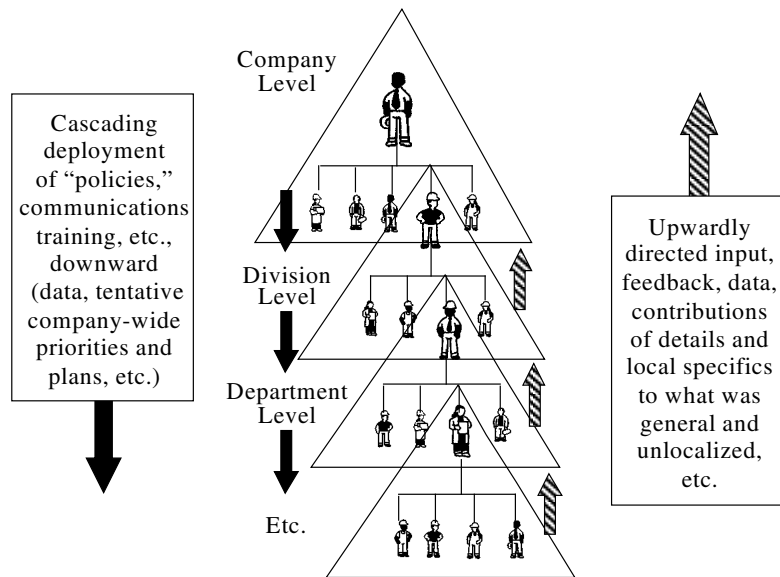 Company
Level
Cascading
deployment
of “policies,”
communications
training, etc.,
downward
(data, tentative
company-wide
priorities and
plans, etc.)
Division
Level
Department
Level
Etc.
Upwardly
directed input,
feedback, data,
contributions
of details and
local specifics
to what was
general and
unlocalized,
etc.